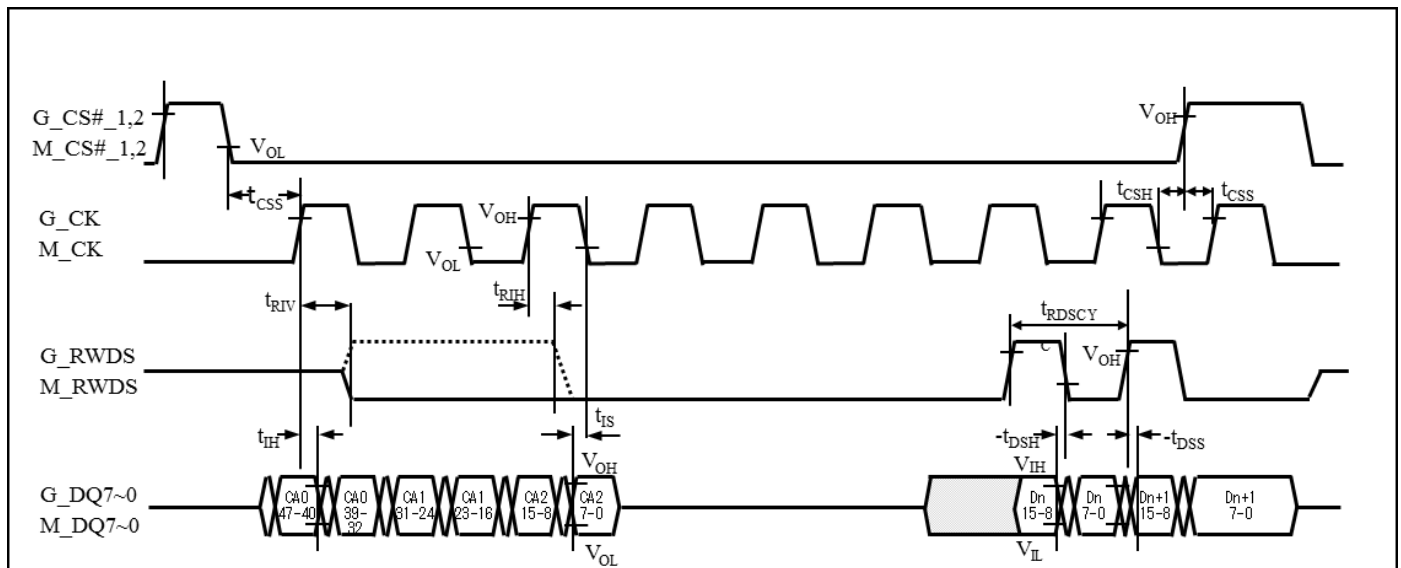 G_CS#_1,2
M_CS#_1,2
VOL
VOH
tCSS
tCSH
tCSS
G_CK
M_CK
VOH
VOL
tRIV
tRIH
tRDSCY
C
G_RWDS
M_RWDS
VOH
tIH
tIS
-tDSH
-tDSS
VOH
VIH
G_DQ7~0
M_DQ7~0
CA0
47-40
CA0
39-
32
CA1
31-24
CA1
23-16
CA2
15-8
CA2
7-0
Dn
15-8
Dn
7-0
Dn+1
15-8
Dn+1
7-0
VOL
VIL